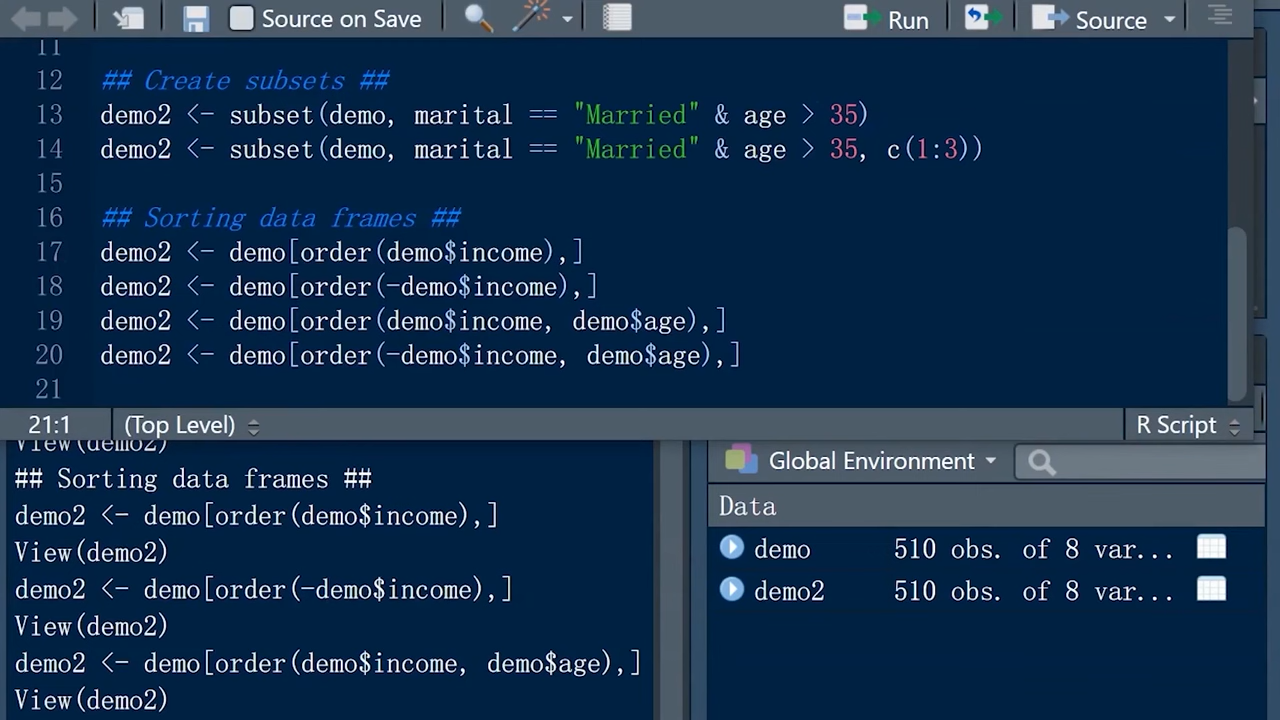 Source on Save
Run
Source
11
12 ## Create subsets ##
13 demo2 <- subset(demo, marital == "Married" & age > 35)
14 demo2 <- subset(demo, marital == "Married" & age > 35, c(1:3))
15
16 ## Sorting data frames ##
17 demo2 <- demo[order(demo$income),]
18 demo2 <- demo[order(-demo$income),]
19 demo2 <- demo[order(demo$income, demo$age),]
20 demo2 <- demo[order(-demo$income, demo$age),]
21
21:1 (Top Level) R Script
View(demo2)
## Sorting data frames ##
demo2 <- demo[order(demo$income),]
View(demo2)
demo2 <- demo[order(-demo$income),]
View(demo2)
demo2 <- demo[order(demo$income, demo$age),]
View(demo2)
Global Environment
Data
demo 510 obs. of 8 var...
demo2 510 obs. of 8 var...